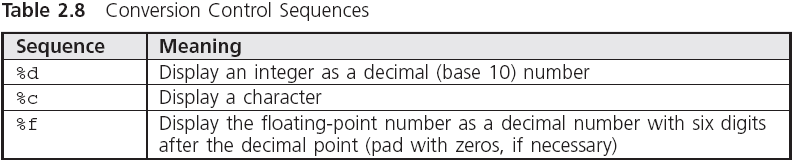 Table 2.8 Conversion Control Sequences
Sequence Meaning
%d Display an integer as a decimal (base 10) number
%c Display a character
%f Display the floating-point number as a decimal number with six digits
after the decimal point (pad with zeros, if necessary)